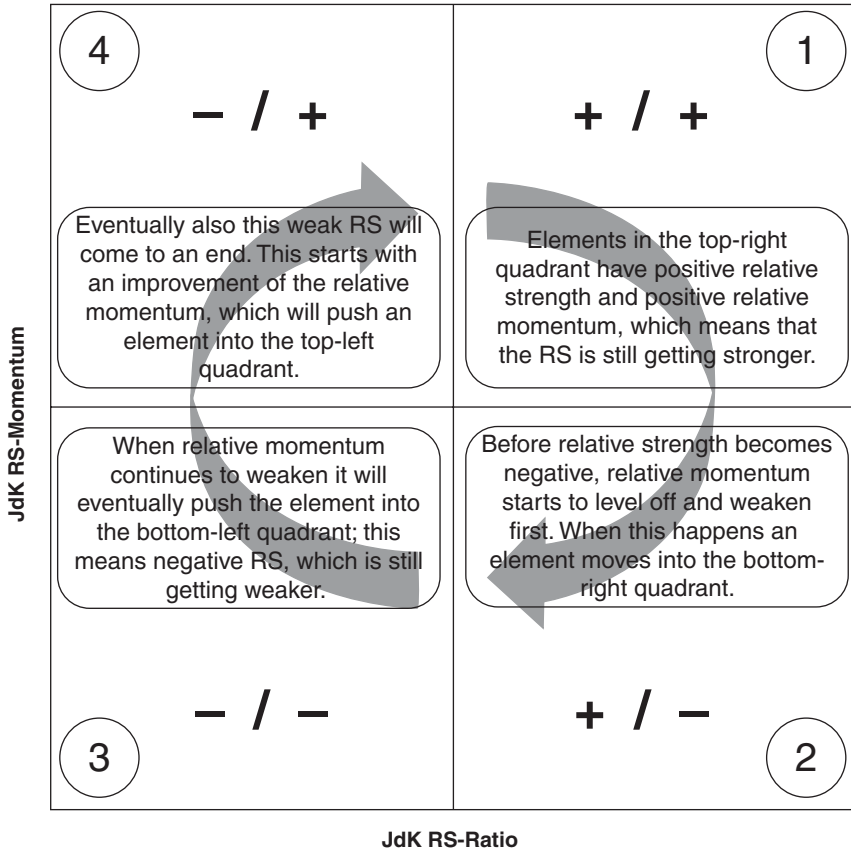 4
− / +
Eventually also this weak RS will
come to an end. This starts with
an improvement of the relative
momentum, which will push an
element into the top-left
quadrant.
1
+ / +
Elements in the top-right
quadrant have positive relative
strength and positive relative
momentum, which means that
the RS is still getting stronger.
JdK RS-Momentum
When relative momentum
continues to weaken it will
eventually push the element into
the bottom-left quadrant; this
means negative RS, which is still
getting weaker.
− / −
3
Before relative strength becomes
negative, relative momentum
starts to level off and weaken
first. When this happens an
element moves into the bottom-
right quadrant.
+ / −
2
JdK RS-Ratio